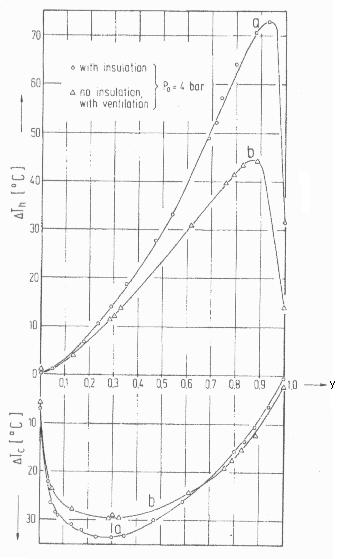 70
60
50
40
30
20
10
0
ΔTh [°C]
a
b
○ with insulation
△ no insulation, with ventilation
P₀ = 4 bar
0,1 0,2 0,3 0,4 0,5 0,6 0,7 0,8 0,9 1.0 y
10
20
30
ΔTc [°C]
b
a